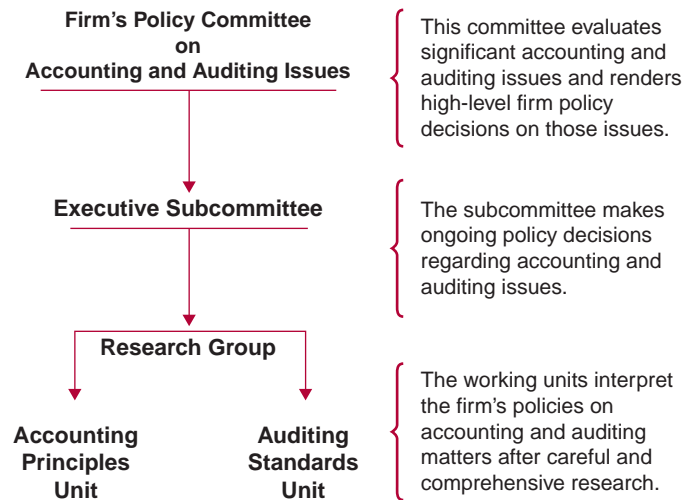 Firm's Policy Committee
on
Accounting and Auditing Issues
This committee evaluates
significant accounting and
auditing issues and renders
high-level firm policy
decisions on those issues.
Executive Subcommittee
The subcommittee makes
ongoing policy decisions
regarding accounting and
auditing issues.
Research Group
Accounting
Principles
Unit
Auditing
Standards
Unit
The working units interpret
the firm's policies on
accounting and auditing
matters after careful and
comprehensive research.